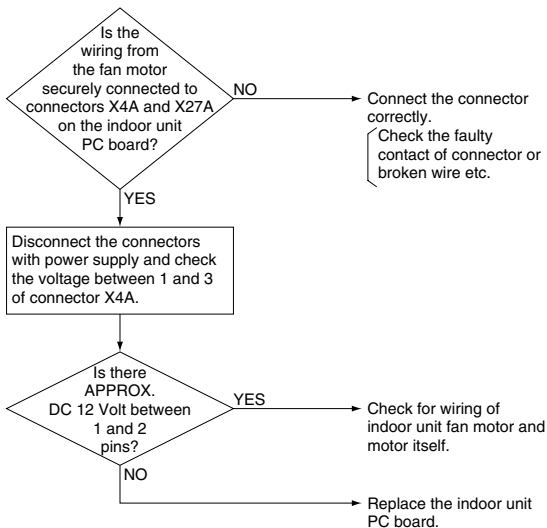 Is the
wiring from
the fan motor
securely connected to
connectors X4A and X27A
on the indoor unit
PC board?
NO
Connect the connector
correctly.
Check the faulty
contact of connector or
broken wire etc.
YES
Disconnect the connectors
with power supply and check
the voltage between 1 and 3
of connector X4A.
Is there
APPROX.
DC 12 Volt between
1 and 2
pins?
YES
Check for wiring of
indoor unit fan motor and
motor itself.
NO
Replace the indoor unit
PC board.